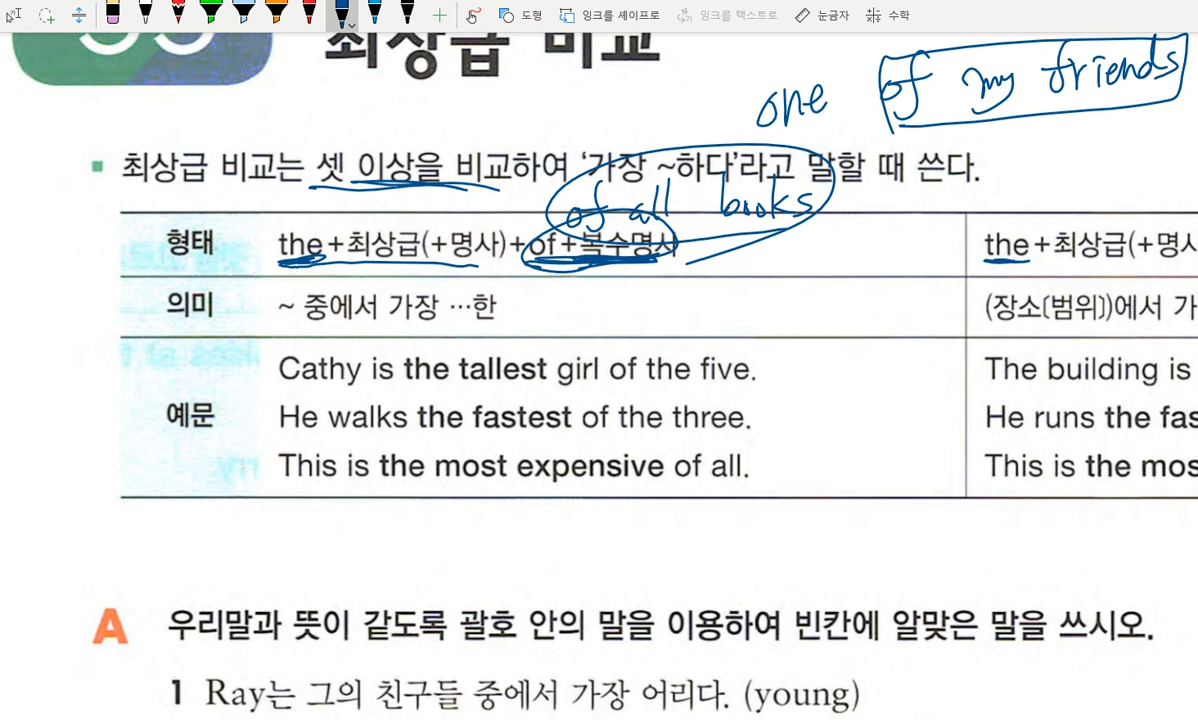 도형 잉크를 셰이프로 잉크를 텍스트로 눈금자 수학
최상급 비교
one of my friends
최상급 비교는 셋 이상을 비교하여 '가장 ~하다'라고 말할 때 쓴다.
of all books
형태 the+최상급(+명사)+of+복수명사 the+최상급(+명사
의미 ~ 중에서 가장 …한 (장소[범위])에서 가
Cathy is the tallest girl of the five. The building is
예문 He walks the fastest of the three. He runs the fas
This is the most expensive of all. This is the mos
A 우리말과 뜻이 같도록 괄호 안의 말을 이용하여 빈칸에 알맞은 말을 쓰시오.
1 Ray는 그의 친구들 중에서 가장 어리다. (young)